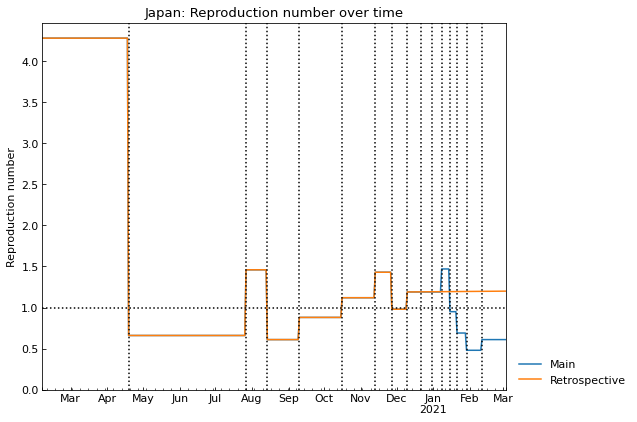 Japan: Reproduction number over time
Reproduction number
4.0
3.5
3.0
2.5
2.0
1.5
1.0
0.5
0.0
Mar Apr May Jun Jul Aug Sep Oct Nov Dec Jan Feb Mar
2021
Main
Retrospective